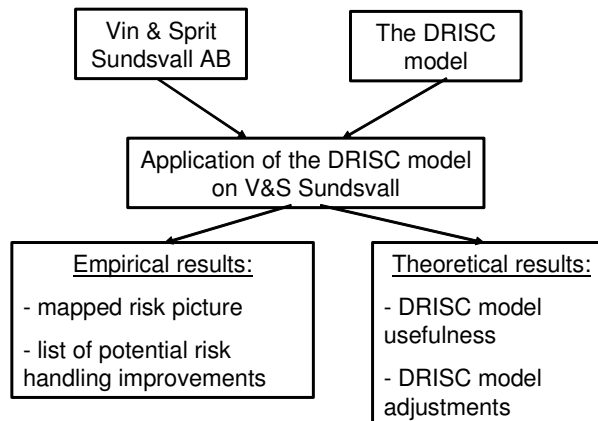 Vin & Sprit
Sundsvall AB
The DRISC
model
Application of the DRISC model
on V&S Sundsvall
Empirical results:
- mapped risk picture
- list of potential risk
handling improvements
Theoretical results:
- DRISC model
usefulness
- DRISC model
adjustments